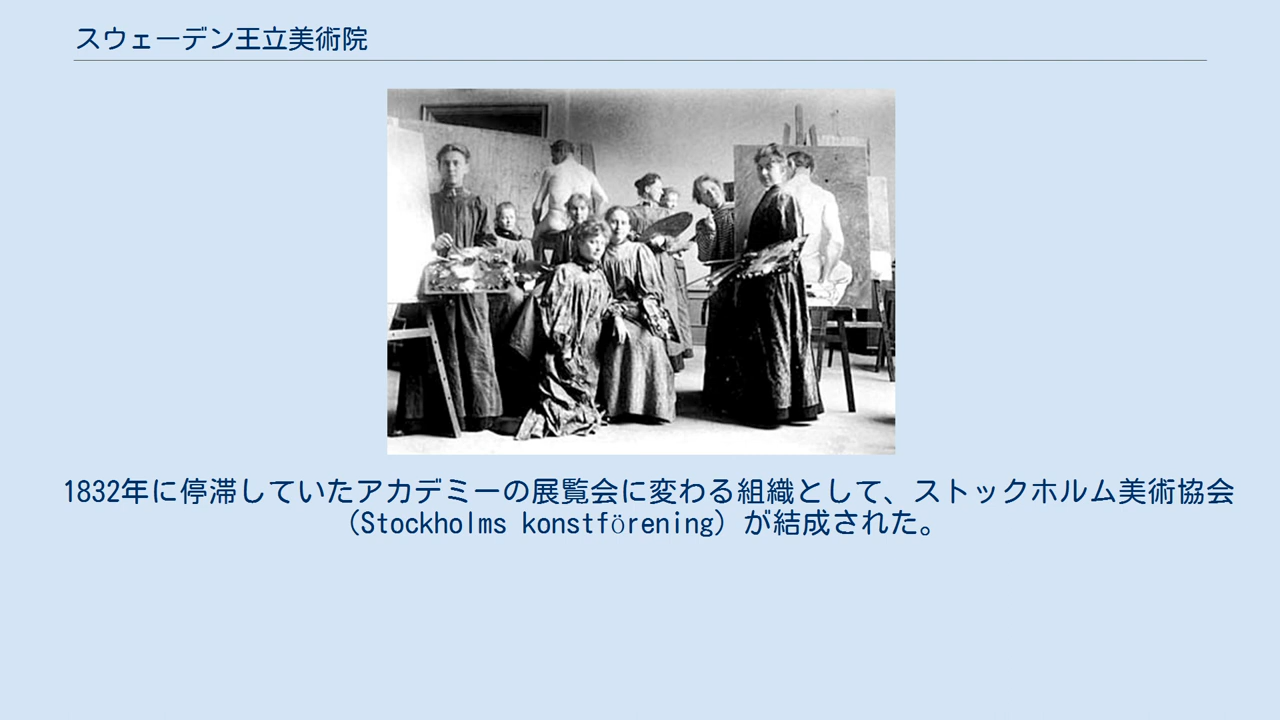 スウェーデン王立美術院
1832年に停滞していたアカデミーの展覧会に変わる組織として、ストックホルム美術協会
（Stockholms konstförening）が結成された。